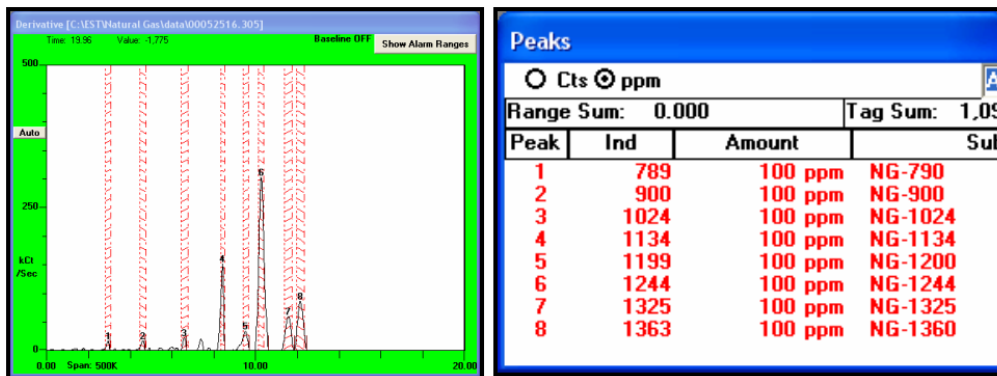 Derivative [C:\EST\Natural Gas\data\00052516.305]
Time: 19.96 Value: -1,775 Baseline OFF Show Alarm Ranges
500
Auto
250
kCt
/Sec
0
1 2 3 4 5 6 7 8
0.00 Span: 500K 10.00 20.00
Peaks
Cts ppm A
Range Sum: 0.000 Tag Sum: 1,09
Peak Ind Amount Sul
1 789 100 ppm NG-790
2 900 100 ppm NG-900
3 1024 100 ppm NG-1024
4 1134 100 ppm NG-1134
5 1199 100 ppm NG-1200
6 1244 100 ppm NG-1244
7 1325 100 ppm NG-1325
8 1363 100 ppm NG-1360